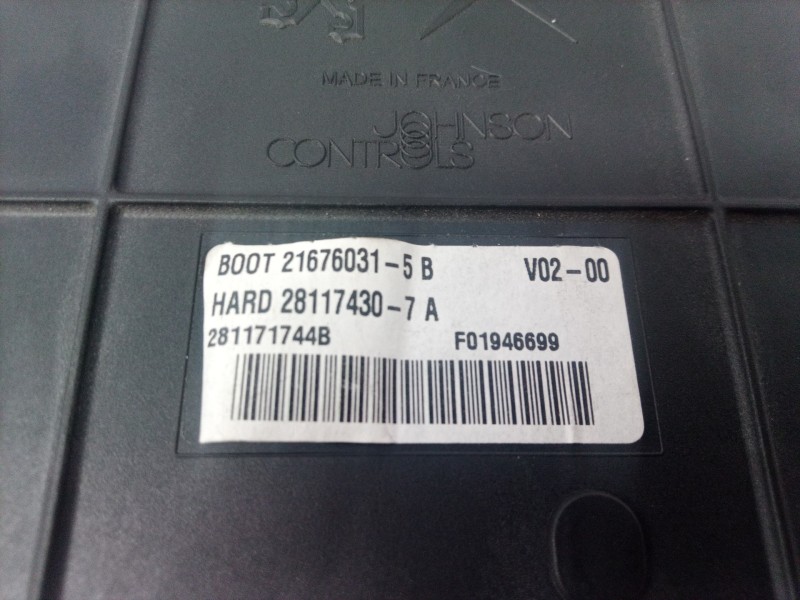 MADE IN FRANCE
JOHNSON
CONTROLS
BOOT 21676031-5 B V02-00
HARD 28117430-7 A
281171744B F01946699